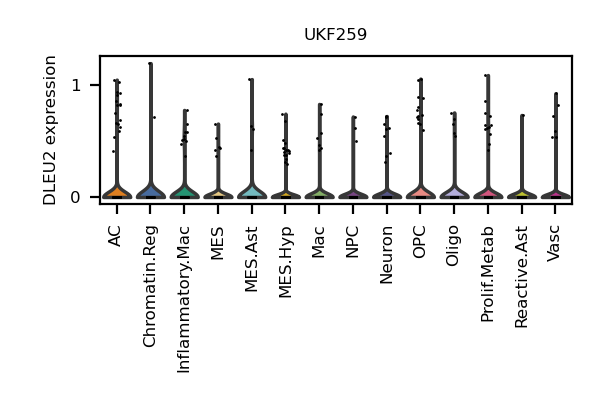 UKF259
DLEU2 expression
1
0
AC
Chromatin.Reg
Inflammatory.Mac
MES
MES.Ast
MES.Hyp
Mac
NPC
Neuron
OPC
Oligo
Prolif.Metab
Reactive.Ast
Vasc